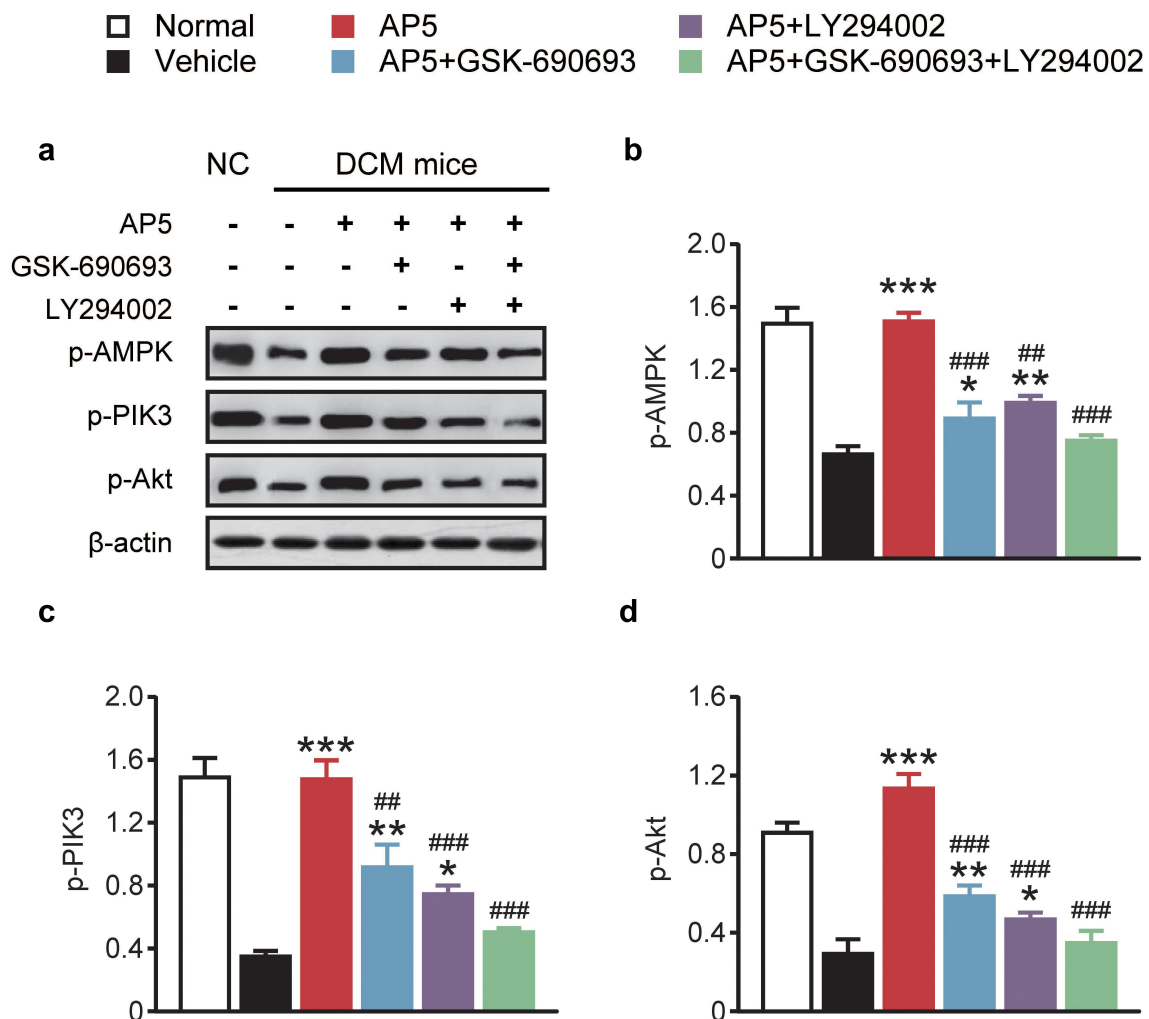 Normal AP5 AP5+LY294002
Vehicle AP5+GSK-690693 AP5+GSK-690693+LY294002
a
NC DCM mice
AP5 - - + + + +
GSK-690693 - - - + - +
LY294002 - - - - + +
p-AMPK
p-PIK3
p-Akt
β-actin
b
p-AMPK
2.0
1.6
1.2
0.8
0.4
0
***
###
*
##
**
###
c
p-PIK3
2.0
1.6
1.2
0.8
0.4
0
***
##
**
###
*
###
d
p-Akt
1.6
1.2
0.8
0.4
0
***
###
**
###
*
###